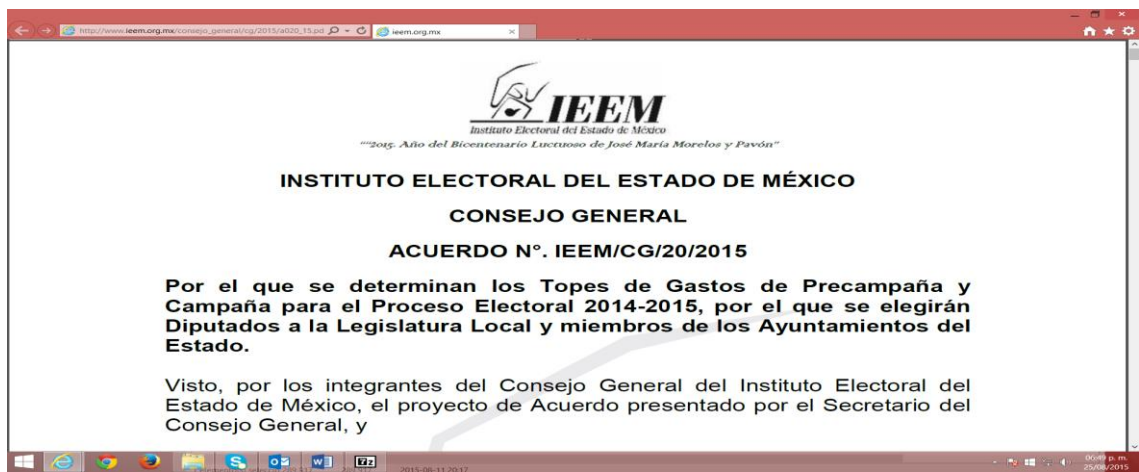 http://www.ieem.org.mx/consejo_general/cg/2015/a020_15.pd
ieem.org.mx
IEEM
Instituto Electoral del Estado de México
""2015. Año del Bicentenario Luctuoso de José María Morelos y Pavón"
INSTITUTO ELECTORAL DEL ESTADO DE MÉXICO
CONSEJO GENERAL
ACUERDO N°. IEEM/CG/20/2015
Por el que se determinan los Topes de Gastos de Precampaña y
Campaña para el Proceso Electoral 2014-2015, por el que se elegirán
Diputados a la Legislatura Local y miembros de los Ayuntamientos del
Estado.
Visto, por los integrantes del Consejo General del Instituto Electoral del
Estado de México, el proyecto de Acuerdo presentado por el Secretario del
Consejo General, y
2015-08-11 20:17
06:49 p. m.
25/08/2015